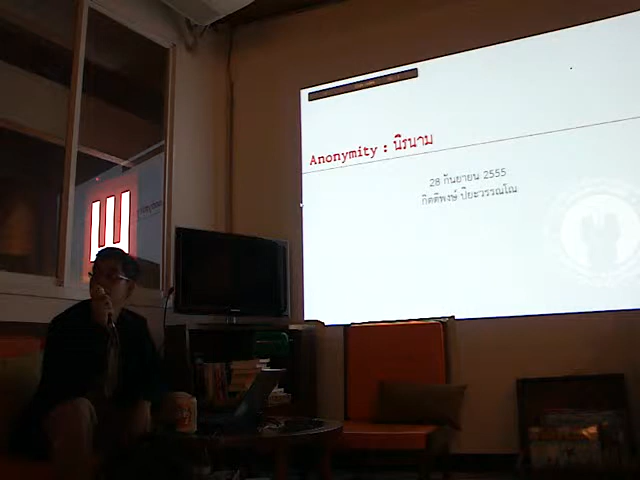 Anonymity : นิรนาม
28 กันยายน 2555
กิตติพงษ์ ปิยะวรรณโณ